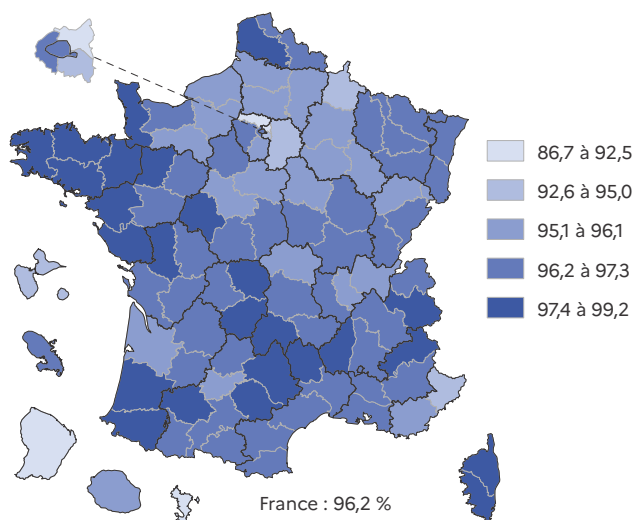 86,7 à 92,5
92,6 à 95,0
95,1 à 96,1
96,2 à 97,3
97,4 à 99,2
France : 96,2 %